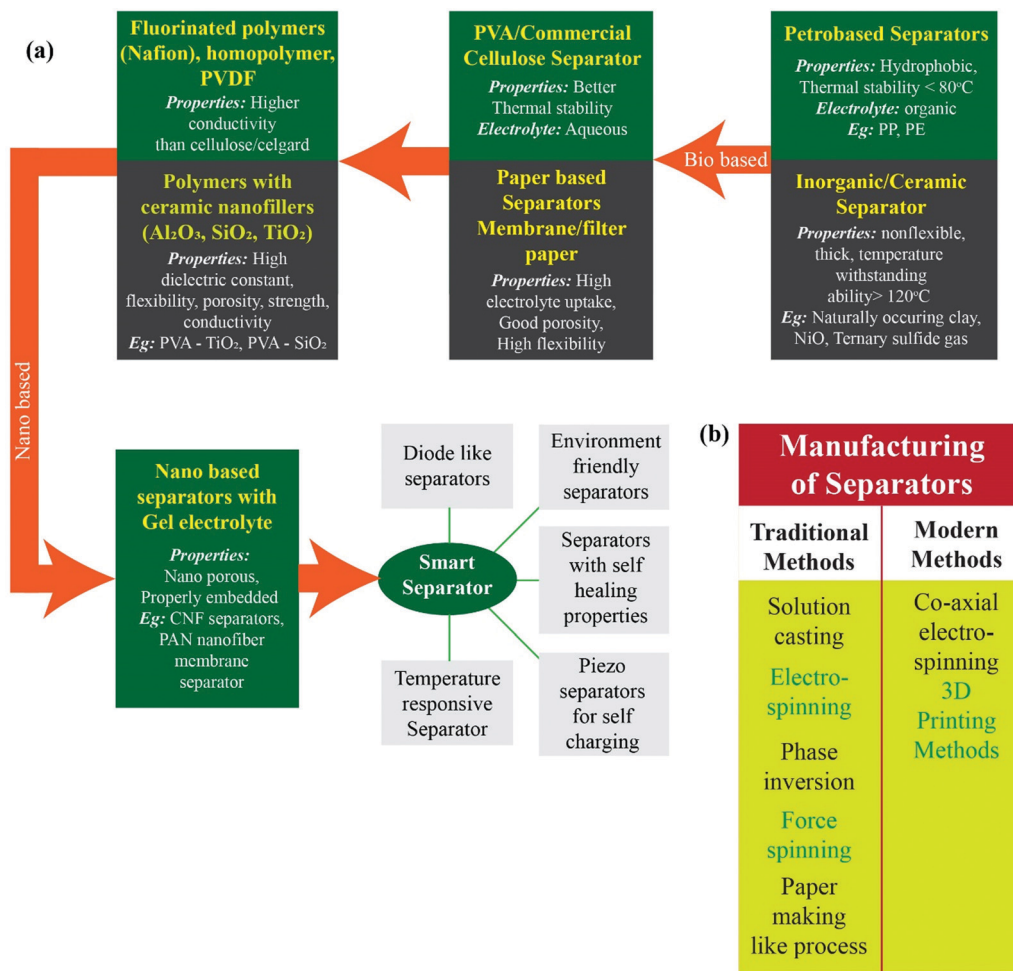 (a)
Fluorinated polymers
(Nafion), homopolymer,
PVDF
Properties: Higher
conductivity
than cellulose/celgard
Polymers with
ceramic nanofillers
(Al₂O₃, SiO₂, TiO₂)
Properties: High
dielectric constant,
flexibility, porosity, strength,
conductivity
Eg: PVA - TiO₂, PVA - SiO₂
PVA/Commercial
Cellulose Separator
Properties: Better
Thermal stability
Electrolyte: Aqueous
Paper based
Separators
Membrane/filter
paper
Properties: High
electrolyte uptake,
Good porosity,
High flexibility
Bio based
Petrobased Separators
Properties: Hydrophobic,
Thermal stability < 80°C
Electrolyte: organic
Eg: PP, PE
Inorganic/Ceramic
Separator
Properties: nonflexible,
thick, temperature
withstanding
ability> 120°C
Eg: Naturally occuring clay,
NiO, Ternary sulfide gas
Nano based
Nano based
separators with
Gel electrolyte
Properties:
Nano porous,
Properly embedded
Eg: CNF separators,
PAN nanofiber
membrane
separator
Smart
Separator
Diode like
separators
Environment
friendly
separators
Separators
with self
healing
properties
Temperature
responsive
Separator
Piezo
separators
for self
charging
(b)
Manufacturing
of Separators
Traditional
Methods
Solution
casting
Electro-
spinning
Phase
inversion
Force
spinning
Paper
making
like process
Modern
Methods
Co-axial
electro-
spinning
3D
Printing
Methods